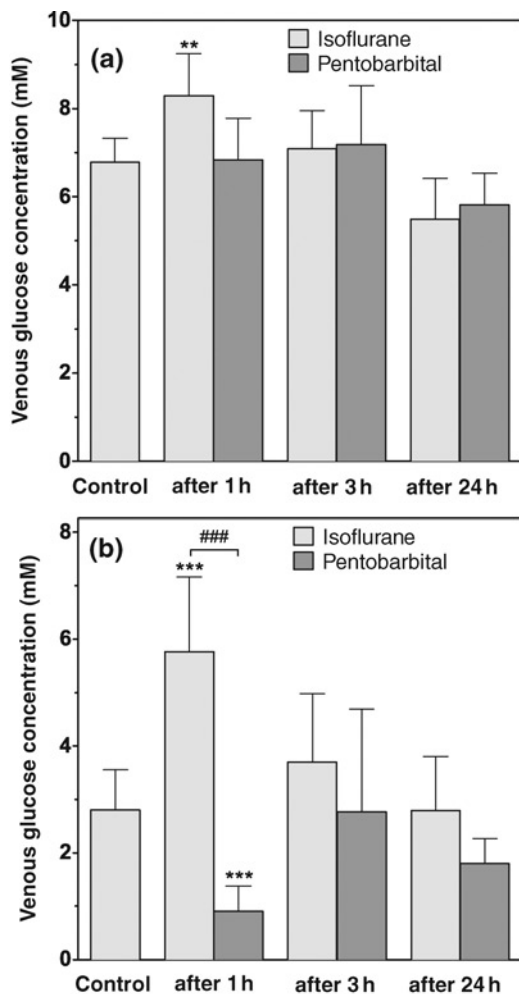 10
8
6
4
2
0
Venous glucose concentration (mM)
(a)
**
Isoflurane
Pentobarbital
Control after 1 h after 3 h after 24 h
8
6
4
2
0
Venous glucose concentration (mM)
(b)
###
***
***
Isoflurane
Pentobarbital
Control after 1 h after 3 h after 24 h